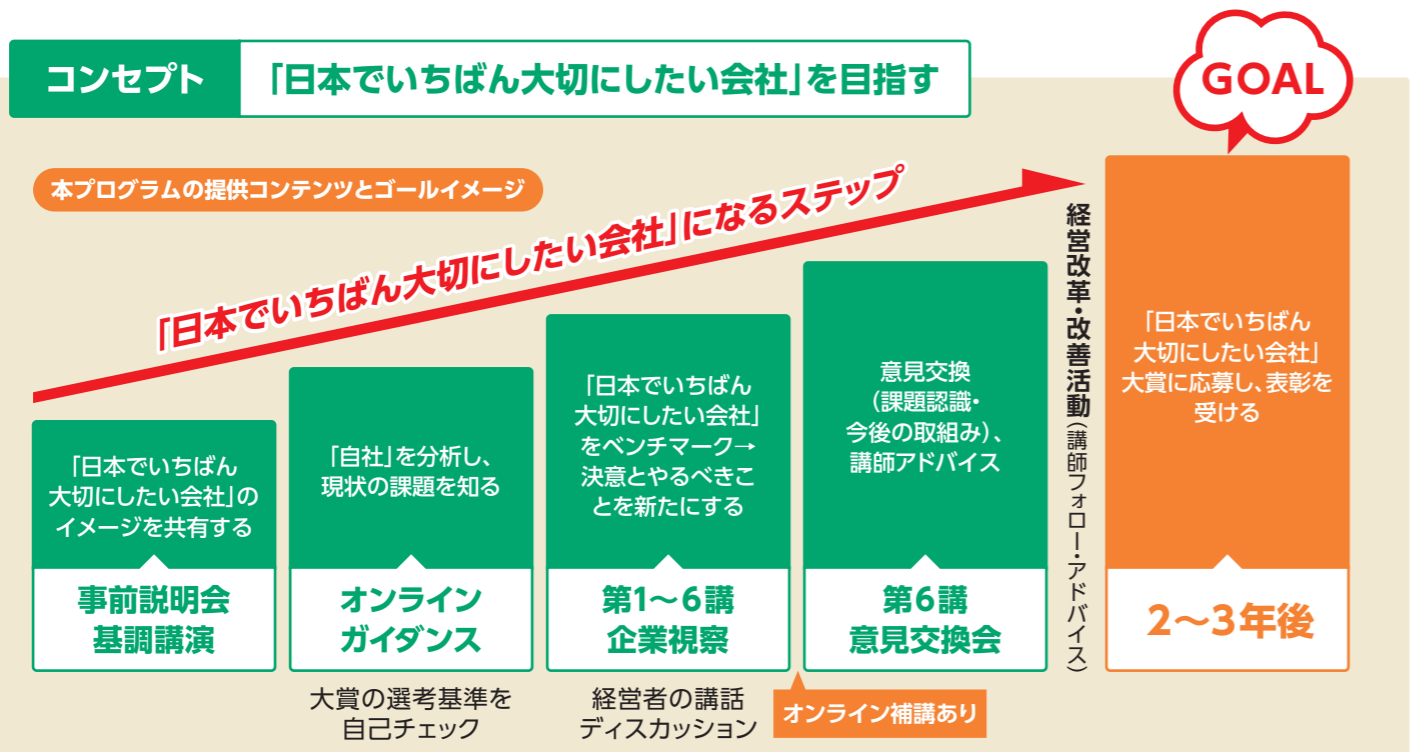 コンセプト
「日本でいちばん大切にしたい会社」を目指す
GOAL
本プログラムの提供コンテンツとゴールイメージ
「日本でいちばん大切にしたい会社」になるステップ
「日本でいちばん
大切にしたい会社」の
イメージを共有する
事前説明会
基調講演
「自社」を分析し、
現状の課題を知る
オンライン
ガイダンス
大賞の選考基準を
自己チェック
「日本でいちばん
大切にしたい会社」
をベンチマーク→
決意とやるべきこ
とを新たにする
第1～6講
企業視察
経営者の講話
ディスカッション
オンライン補講あり
意見交換
（課題認識・
今後の取組み）、
講師アドバイス
第6講
意見交換会
経営改革・改善活動（講師フォロー・アドバイス）
「日本でいちばん
大切にしたい会社」
大賞に応募し、表彰を
受ける
2～3年後